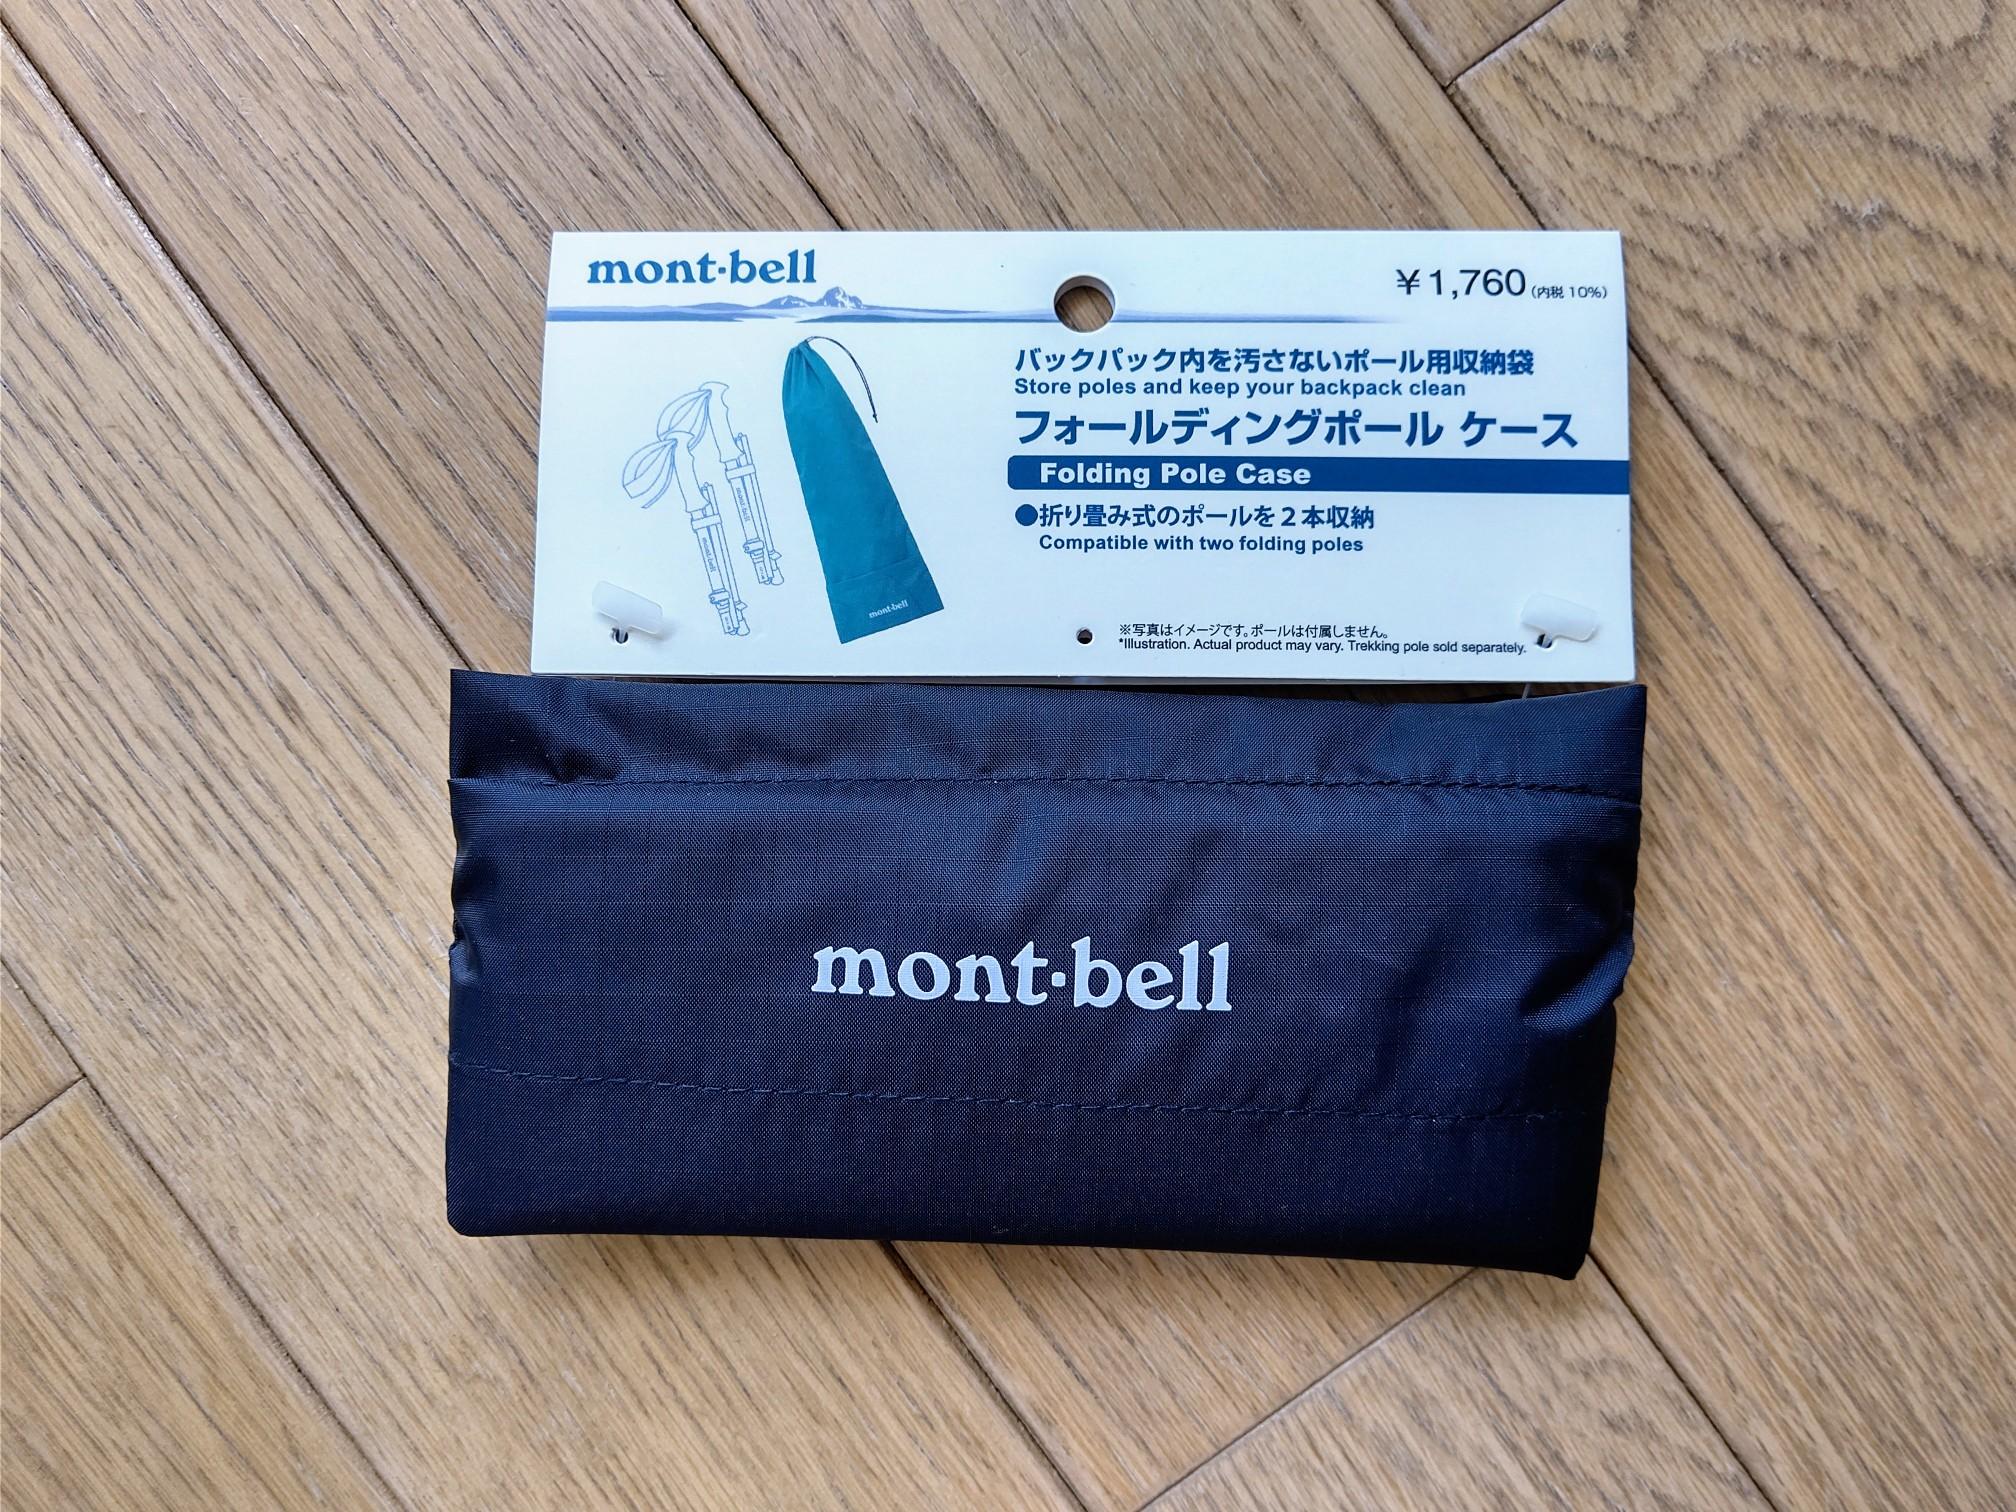 mont-bell
¥1,760(内税 10%)
バックパック内を汚さないポール用収納袋
Store poles and keep your backpack clean
フォールディングポール ケース
Folding Pole Case
●折り畳み式のポールを2本収納
Compatible with two folding poles
mont-bell
mont-bell
mont-bell
※写真はイメージです。ポールは付属しません。
*Illustration. Actual product may vary. Trekking pole sold separately.
mont-bell